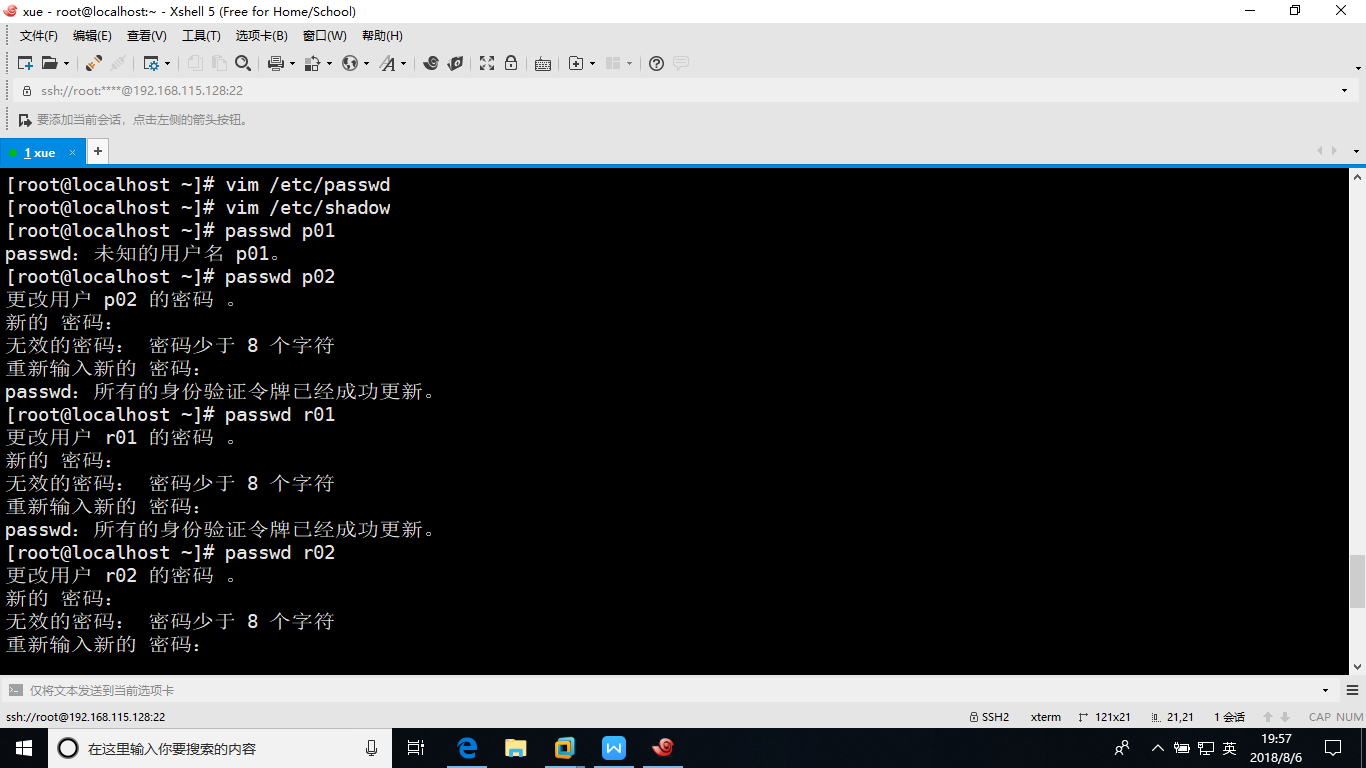 xue - root@localhost:~ - Xshell 5 (Free for Home/School)
文件(F) 编辑(E) 查看(V) 工具(T) 选项卡(B) 窗口(W) 帮助(H)
ssh://root:****@192.168.115.128:22
要添加当前会话，点击左侧的箭头按钮。
1 xue × +
[root@localhost ~]# vim /etc/passwd
[root@localhost ~]# vim /etc/shadow
[root@localhost ~]# passwd p01
passwd：未知的用户名 p01。
[root@localhost ~]# passwd p02
更改用户 p02 的密码 。
新的 密码：
无效的密码： 密码少于 8 个字符
重新输入新的 密码：
passwd：所有的身份验证令牌已经成功更新。
[root@localhost ~]# passwd r01
更改用户 r01 的密码 。
新的 密码：
无效的密码： 密码少于 8 个字符
重新输入新的 密码：
passwd：所有的身份验证令牌已经成功更新。
[root@localhost ~]# passwd r02
更改用户 r02 的密码 。
新的 密码：
无效的密码： 密码少于 8 个字符
重新输入新的 密码：
仅将文本发送到当前选项卡
ssh://root@192.168.115.128:22 SSH2 xterm 121x21 21,21 1 会话 CAP NUM
在这里输入你要搜索的内容 英 19:57
2018/8/6